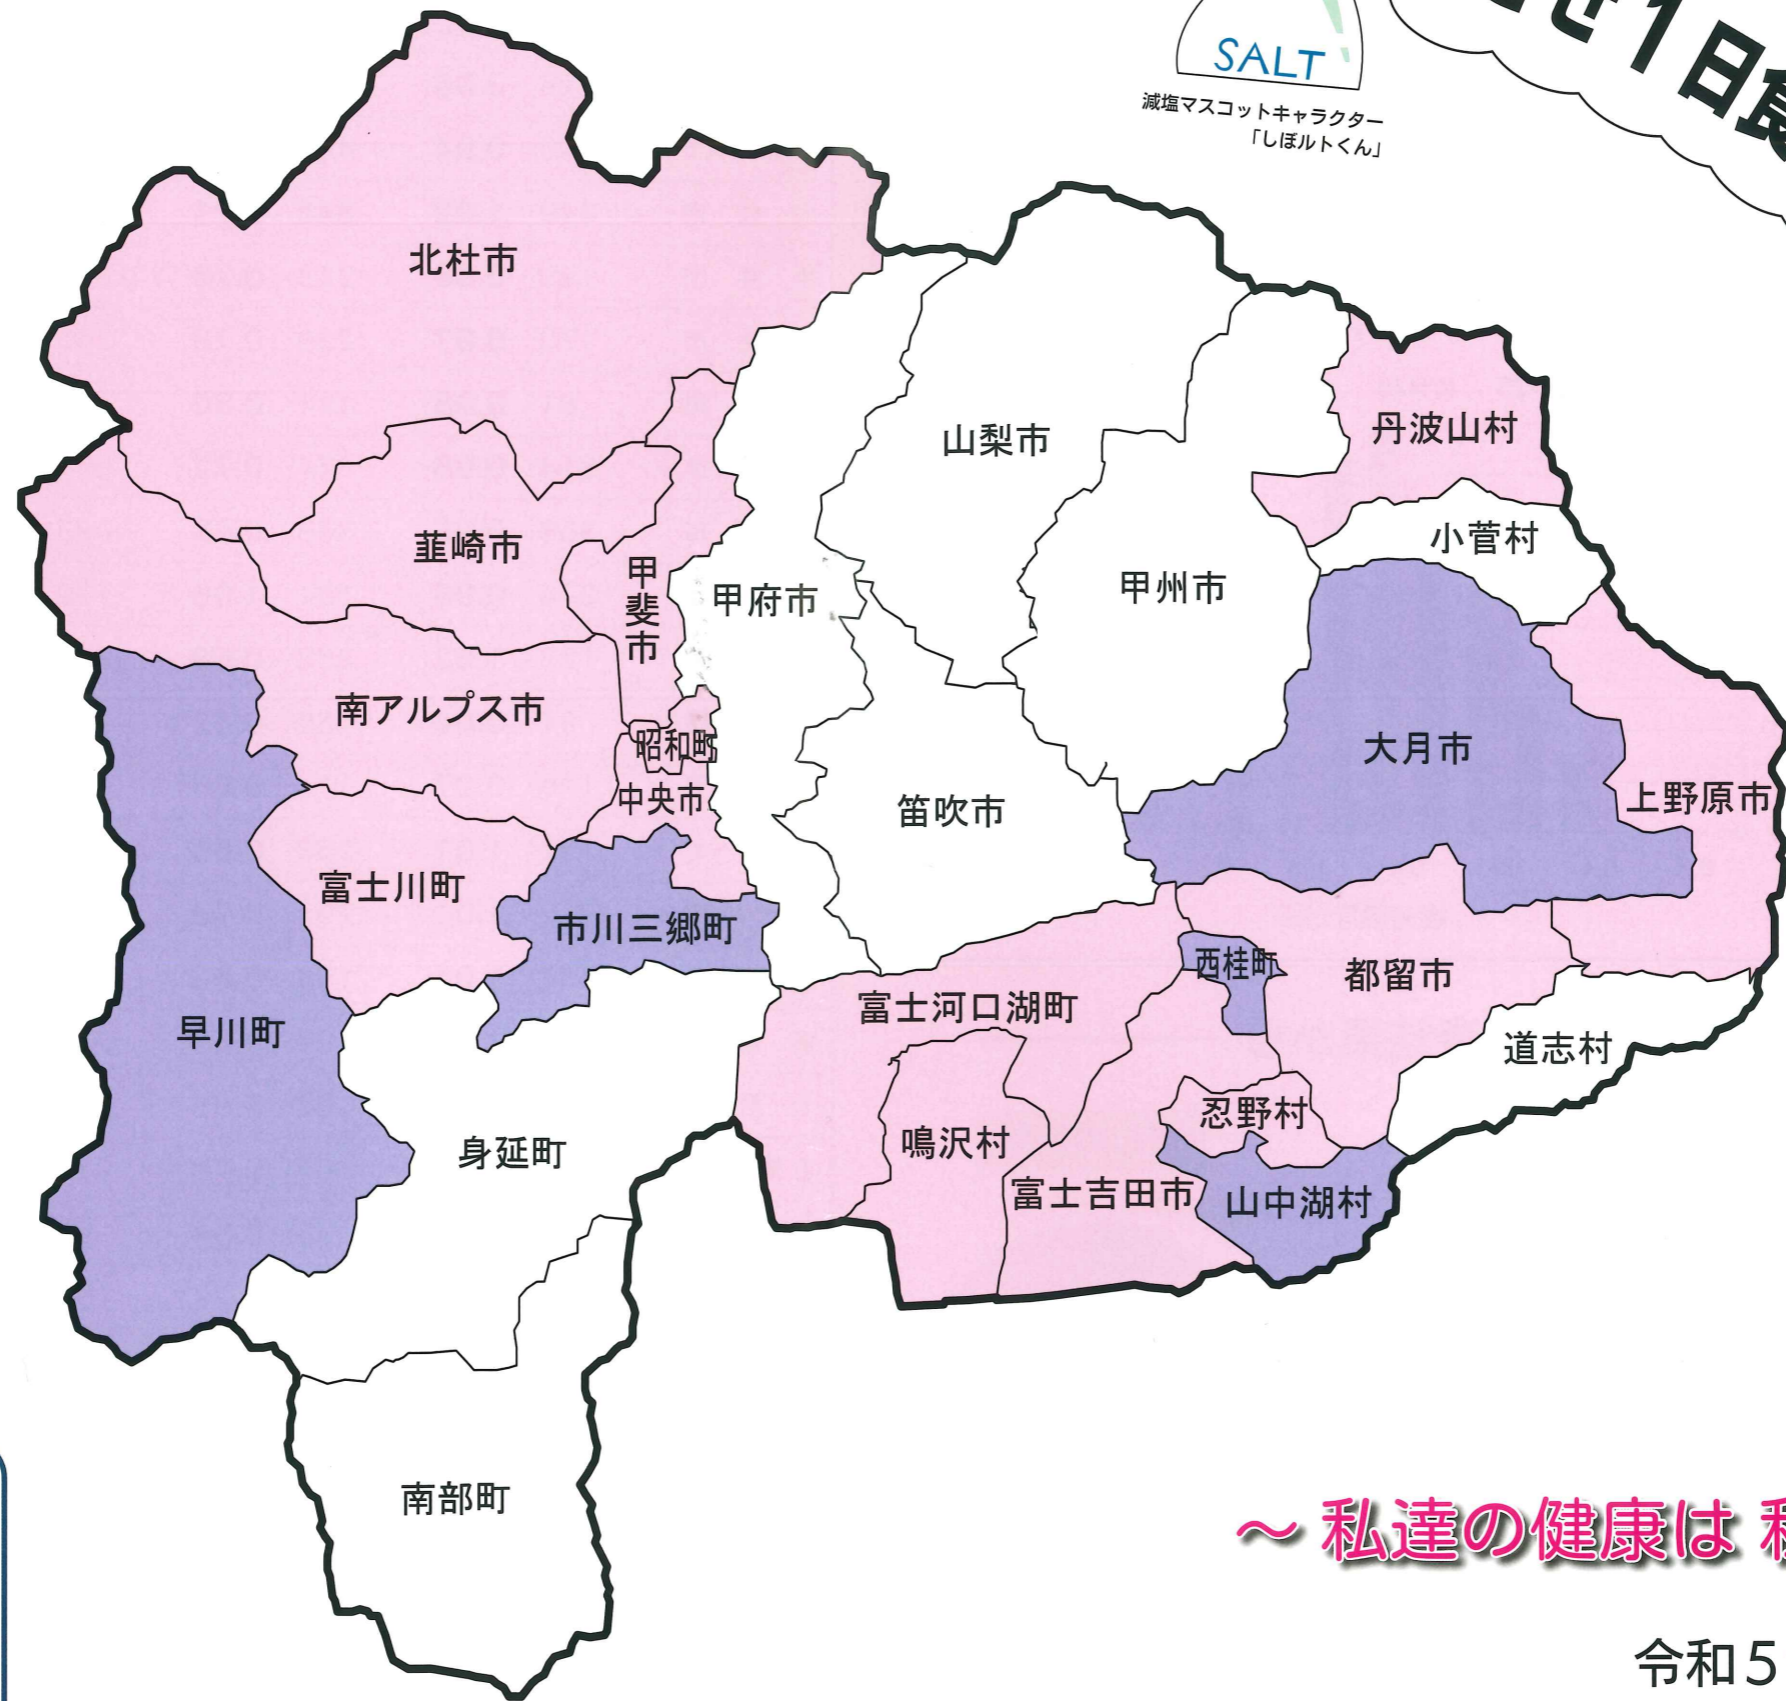 SALT
減塩マスコットキャラクター
「しぼルトくん」
せ1日
北杜市
山梨市
丹波山村
小菅村
韮崎市
甲斐市
甲府市
甲州市
南アルプス市
昭和町
大月市
中央市
笛吹市
上野原市
富士川町
市川三郷町
西桂町
都留市
富士河口湖町
早川町
道志村
忍野村
身延町
鳴沢村
富士吉田市
山中湖村
南部町
～私達の健康は
令和5